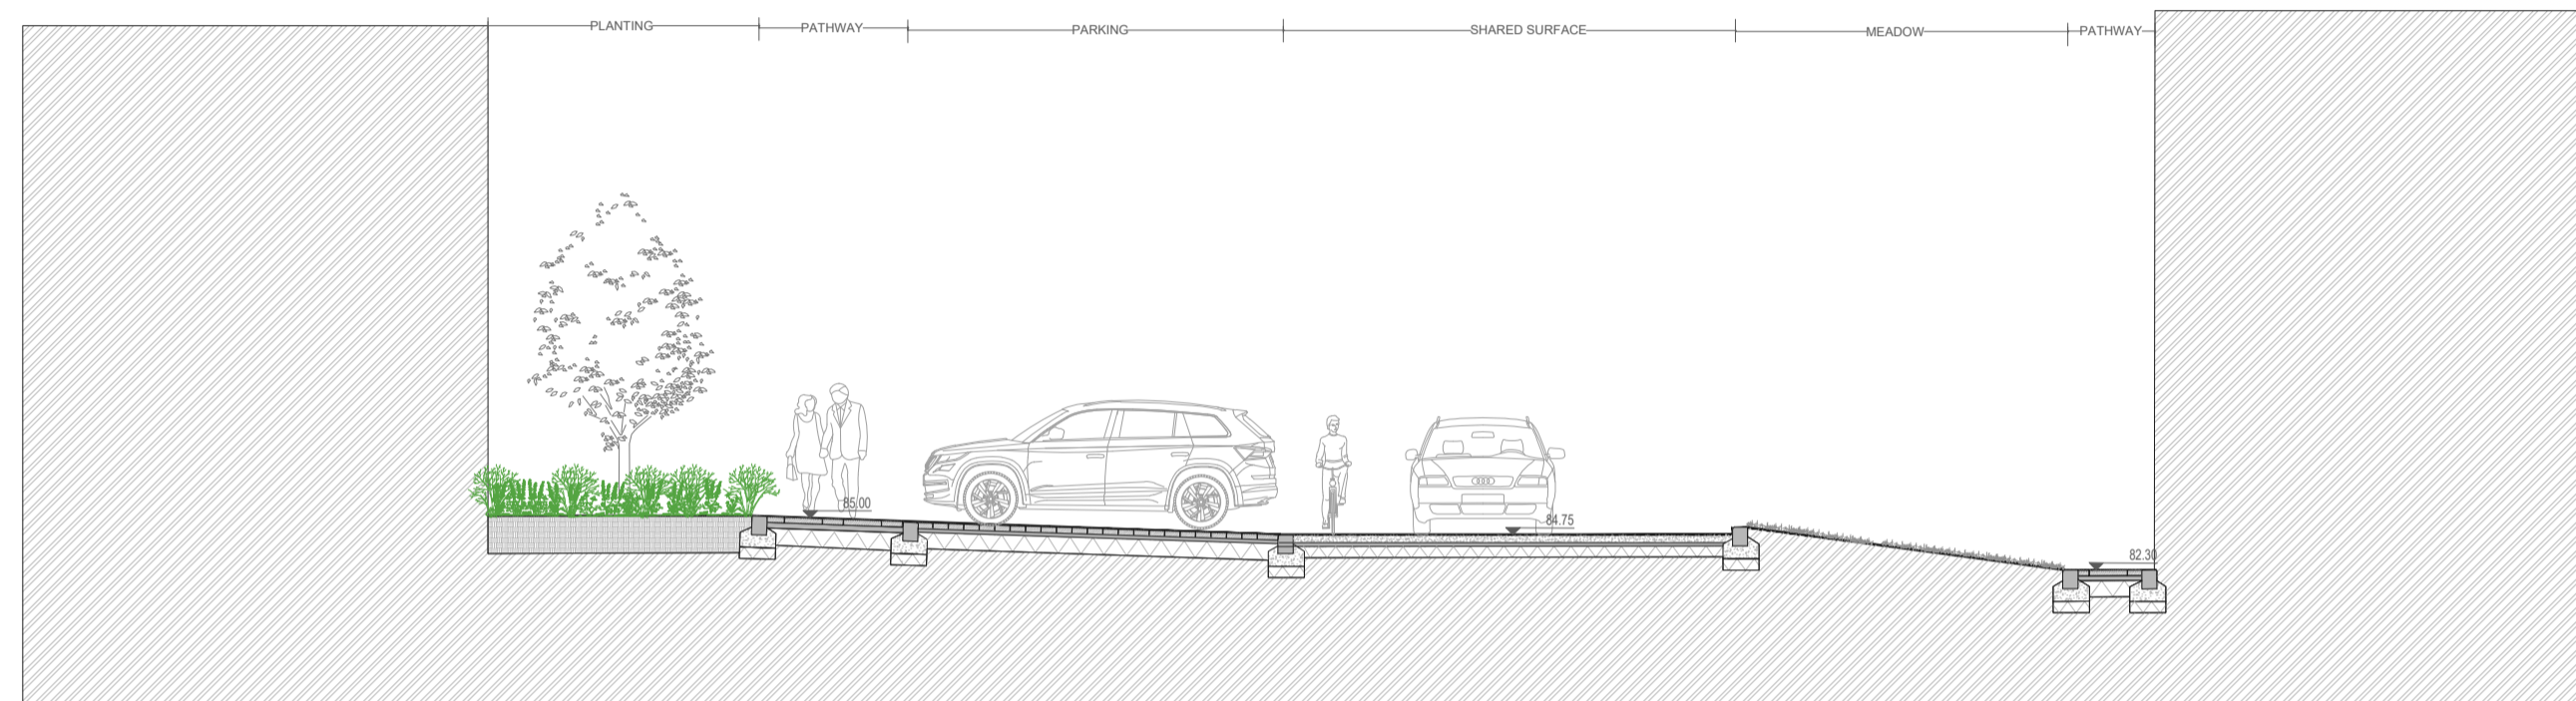 PLANTING
PATHWAY
PARKING
SHARED SURFACE
MEADOW
PATHWAY
85.00
84.75
82.30